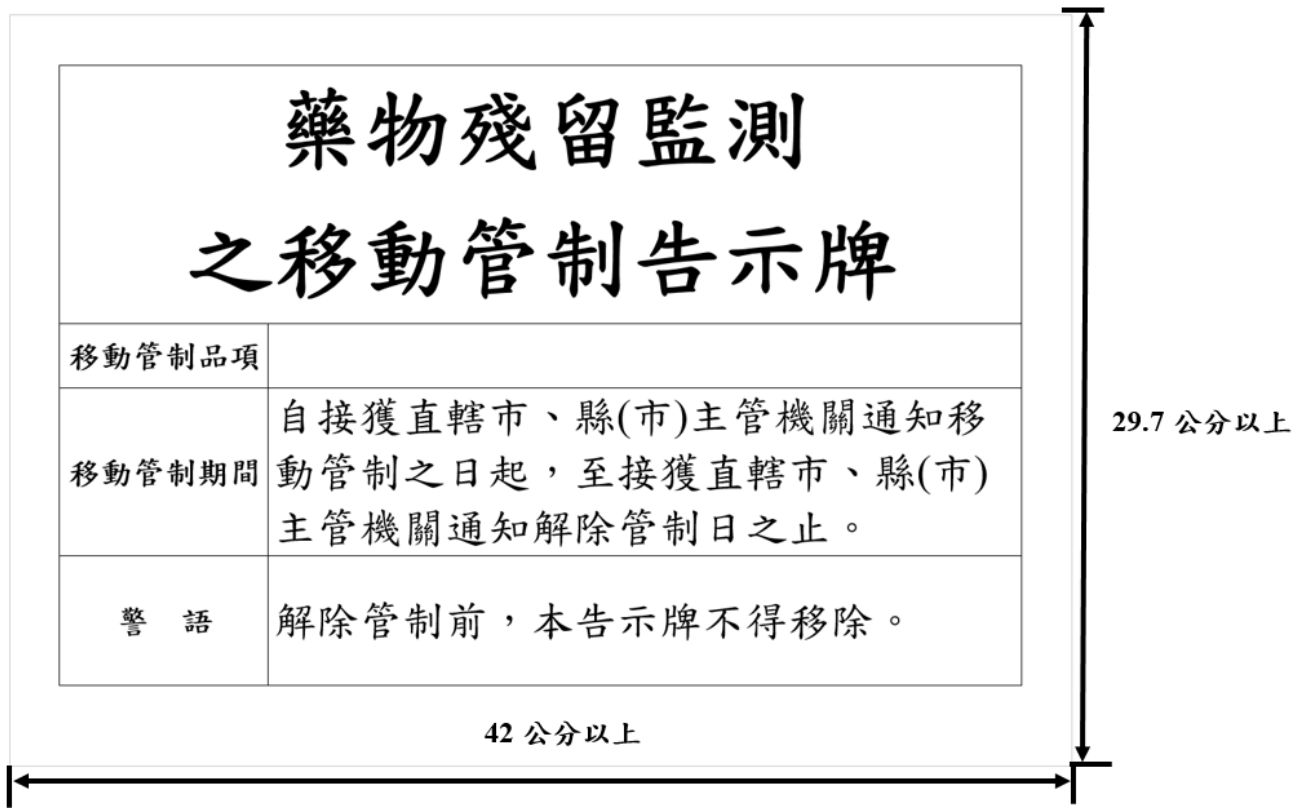 藥物殘留監測
之移動管制告示牌
移動管制品項
移動管制期間
自接獲直轄市、縣(市)主管機關通知移
動管制之日起，至接獲直轄市、縣(市)
主管機關通知解除管制日之止。
警 語
解除管制前，本告示牌不得移除。
29.7 公分以上
42 公分以上